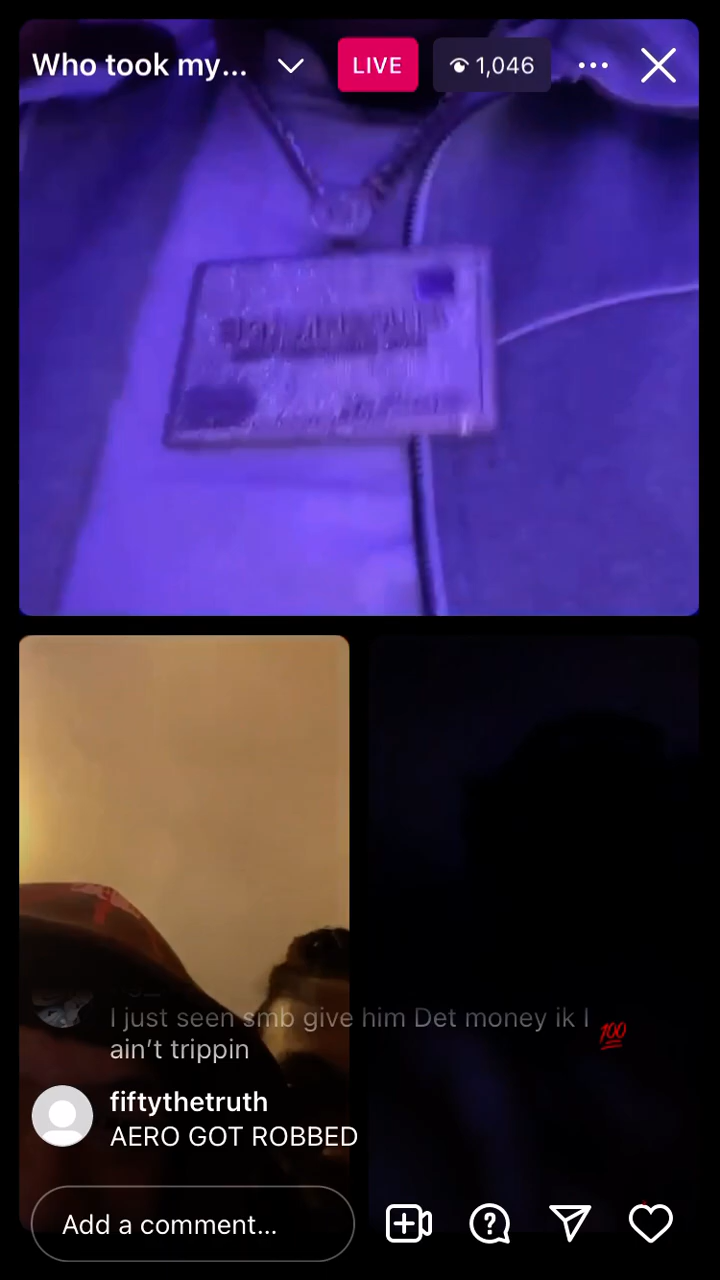 Who took my...
LIVE
1,046
I just seen smb give him Det money ik I
ain't trippin 💯
fiftythetruth
AERO GOT ROBBED
Add a comment...